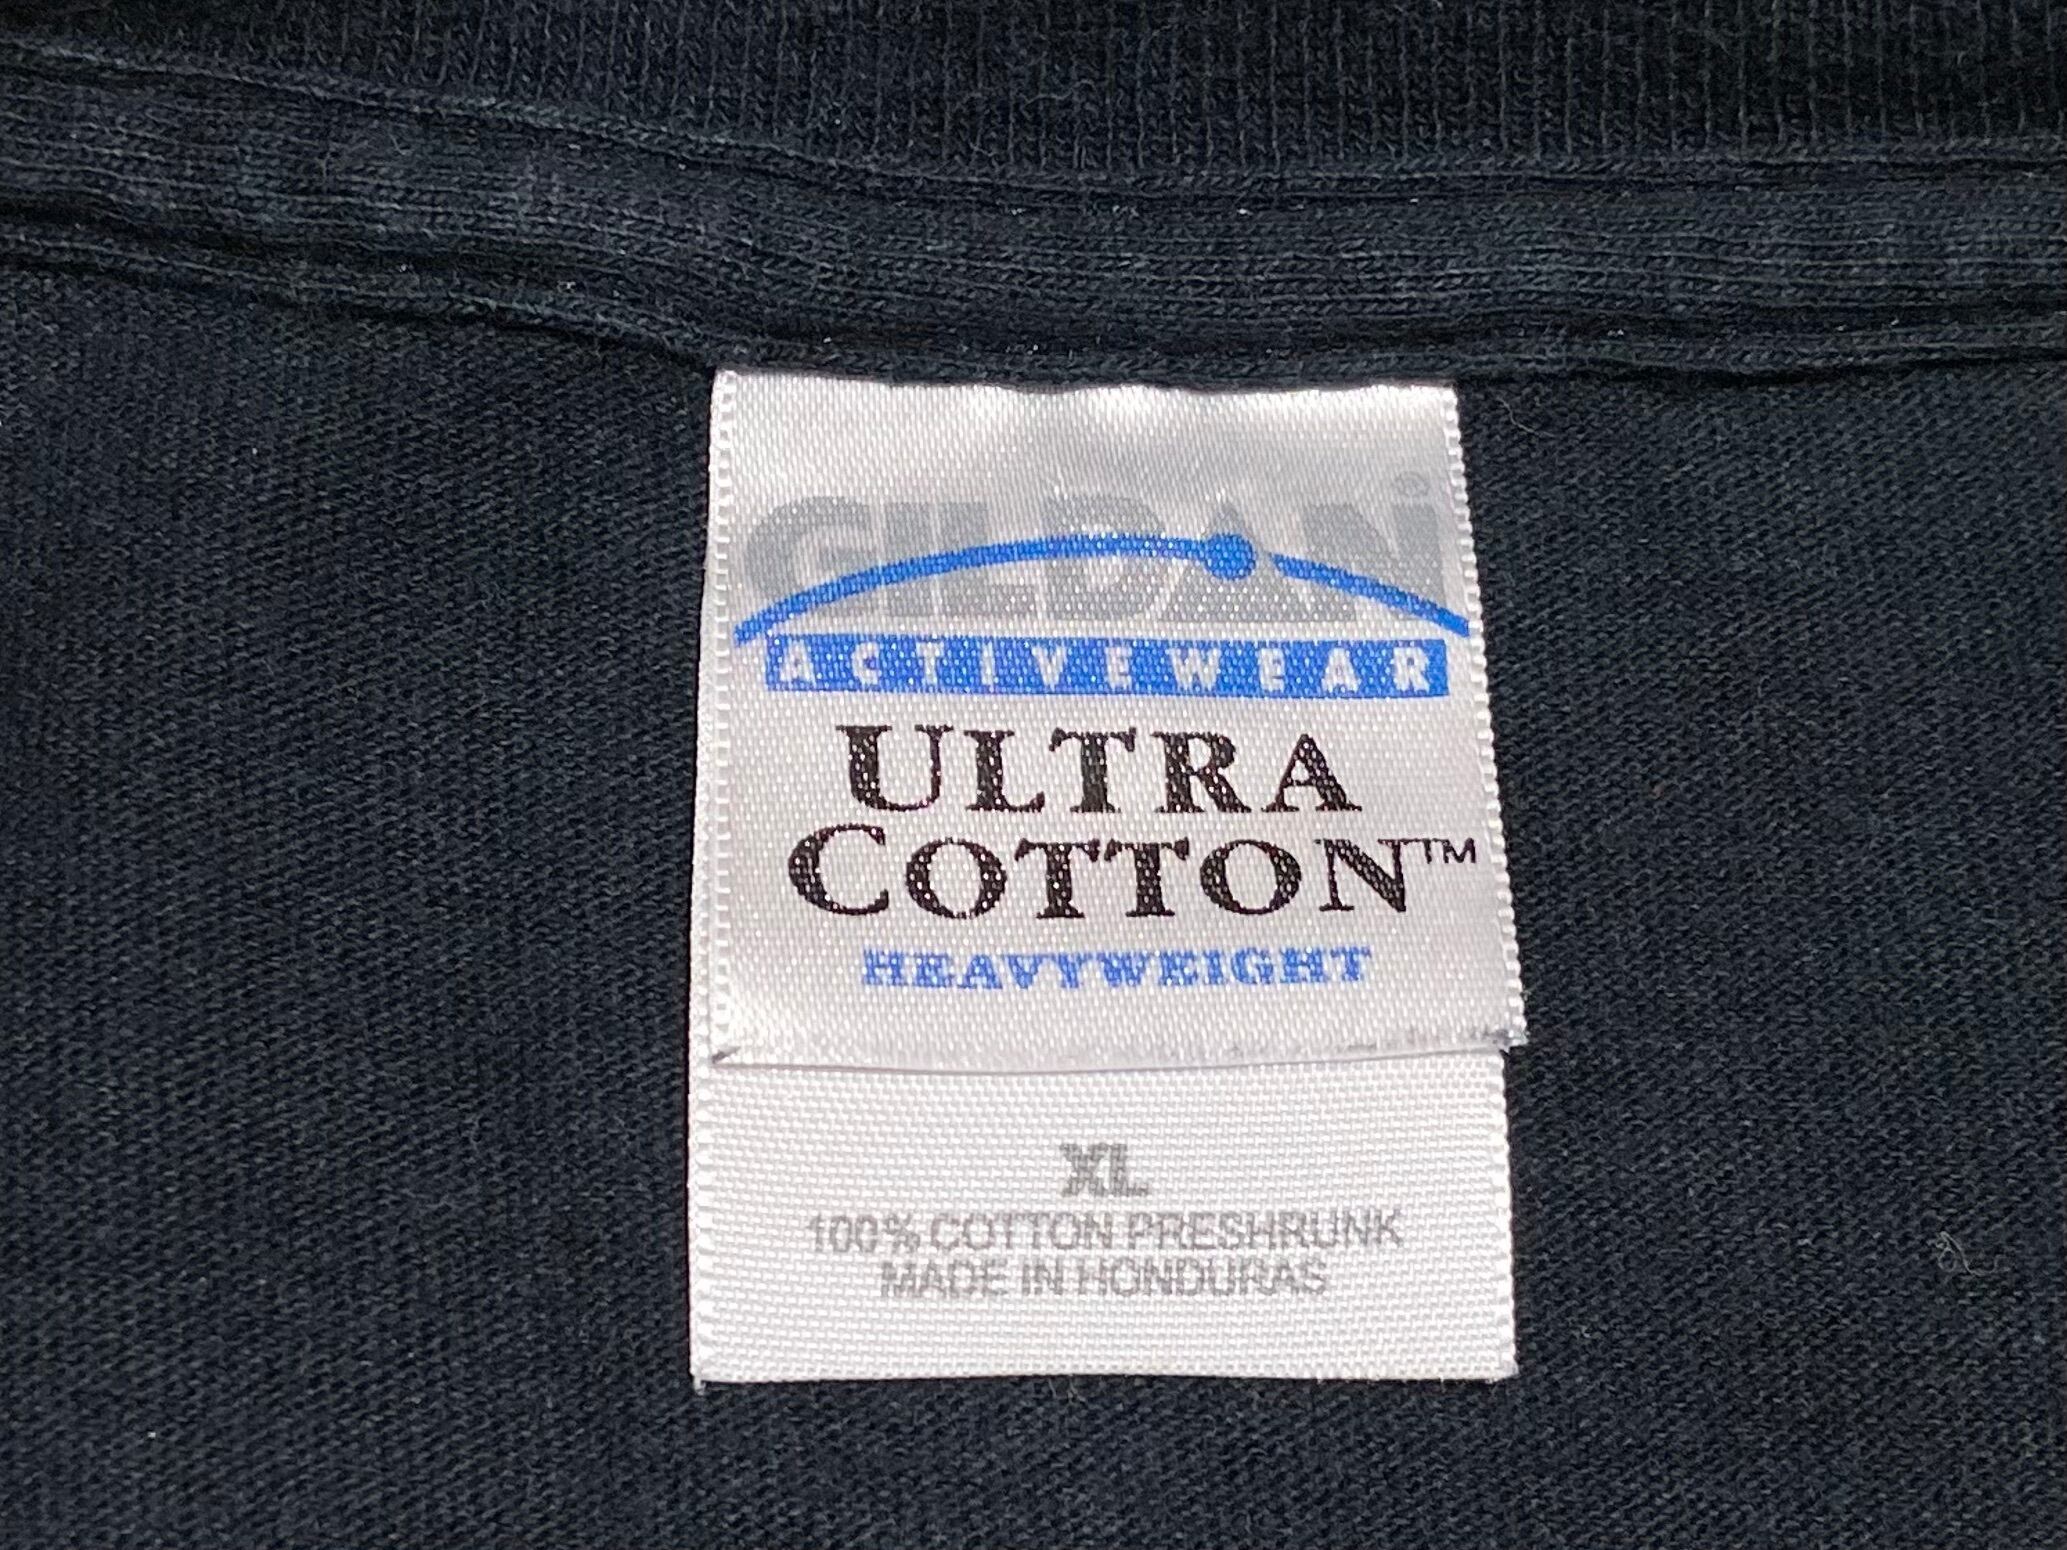 GILDAN®
ACTIVEWEAR
ULTRA
COTTON™
HEAVYWEIGHT
XL
100% COTTON PRESHRUNK
MADE IN HONDURAS